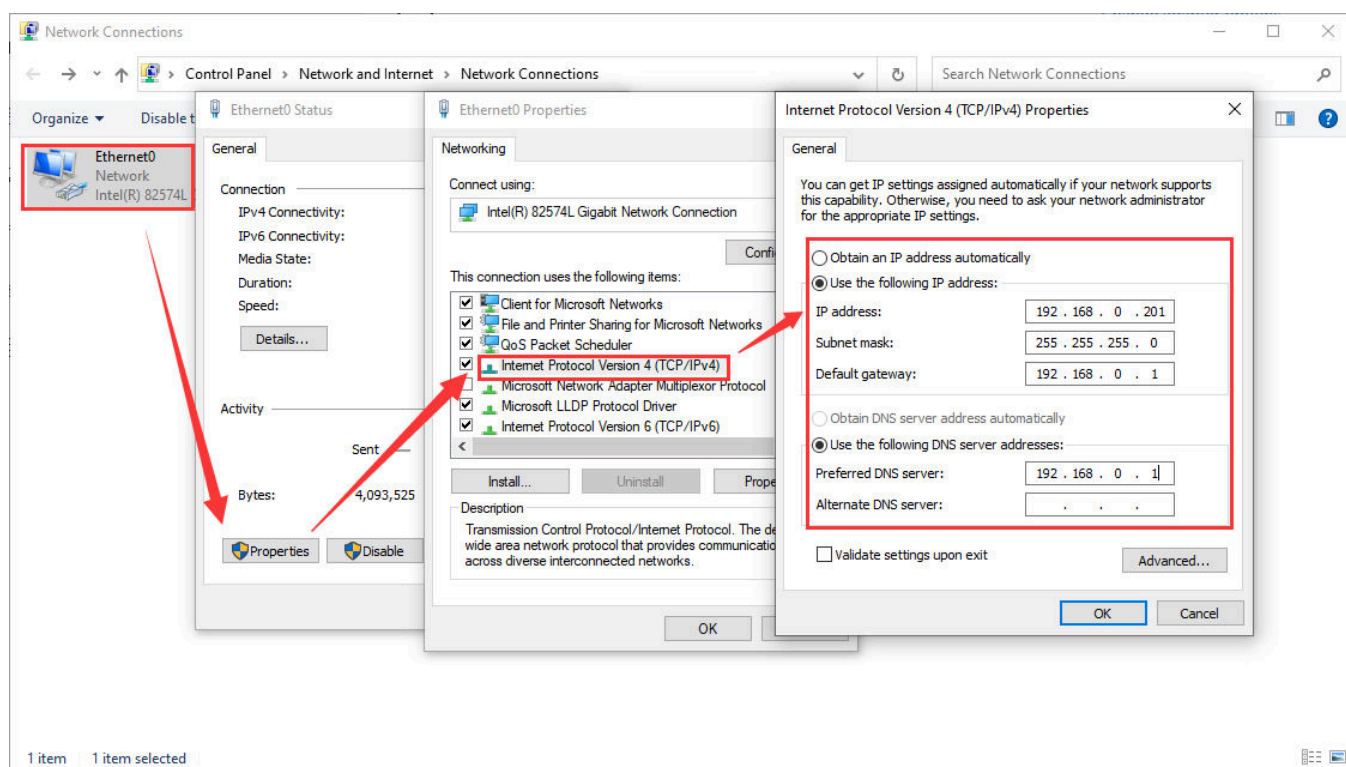 Network Connections
Control Panel > Network and Internet > Network Connections
Search Network Connections
Organize
Disable t
Ethernet0
Network
Intel(R) 82574L
Ethernet0 Status
General
Connection
IPv4 Connectivity:
IPv6 Connectivity:
Media State:
Duration:
Speed:
Details...
Activity
Sent
Bytes: 4,093,525
Properties
Disable
Ethernet0 Properties
Networking
Connect using:
Intel(R) 82574L Gigabit Network Connection
Confi
This connection uses the following items:
Client for Microsoft Networks
File and Printer Sharing for Microsoft Networks
QoS Packet Scheduler
Internet Protocol Version 4 (TCP/IPv4)
Microsoft Network Adapter Multiplexor Protocol
Microsoft LLDP Protocol Driver
Internet Protocol Version 6 (TCP/IPv6)
Install...
Uninstall
Prope
Description
Transmission Control Protocol/Internet Protocol. The de
wide area network protocol that provides communicatio
across diverse interconnected networks.
OK
Internet Protocol Version 4 (TCP/IPv4) Properties
General
You can get IP settings assigned automatically if your network supports
this capability. Otherwise, you need to ask your network administrator
for the appropriate IP settings.
Obtain an IP address automatically
Use the following IP address:
IP address: 192 . 168 . 0 . 201
Subnet mask: 255 . 255 . 255 . 0
Default gateway: 192 . 168 . 0 . 1
Obtain DNS server address automatically
Use the following DNS server addresses:
Preferred DNS server: 192 . 168 . 0 . 1
Alternate DNS server: . . .
Validate settings upon exit
Advanced...
OK
Cancel
1 item
1 item selected